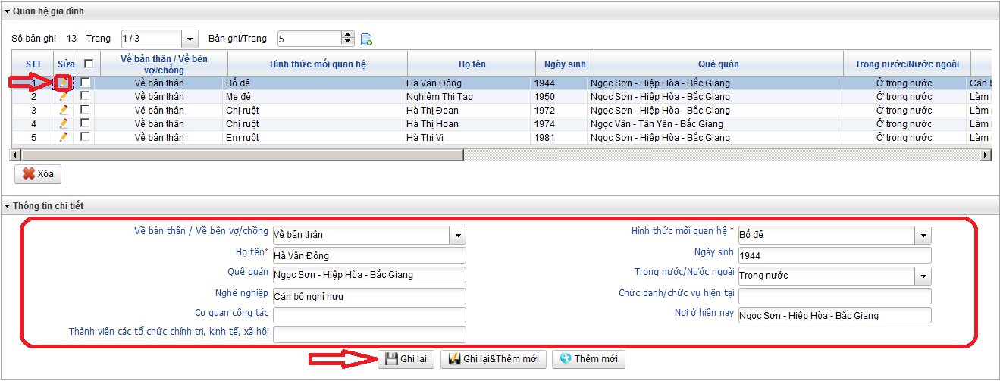 Quan hệ gia đình
Số bản ghi 13 Trang 1 / 3 Bản ghi/Trang 5
STT Sửa Về bản thân / Về bên vợ/chồng Hình thức mối quan hệ Họ tên Ngày sinh Quê quán Trong nước/Nước ngoài
1 Về bản thân Bố đẻ Hà Văn Đông 1944 Ngọc Sơn - Hiệp Hòa - Bắc Giang Ở trong nước Cán b
2 Về bản thân Mẹ đẻ Nghiêm Thị Tạo 1950 Ngọc Sơn - Hiệp Hòa - Bắc Giang Ở trong nước Làm
3 Về bản thân Chị ruột Hà Thị Đoan 1972 Ngọc Sơn - Hiệp Hòa - Bắc Giang Ở trong nước Làm
4 Về bản thân Chị ruột Hà Thị Hoan 1974 Ngọc Vân - Tân Yên - Bắc Giang Ở trong nước Làm
5 Về bản thân Em ruột Hà Thị Vị 1981 Ngọc Sơn - Hiệp Hòa - Bắc Giang Ở trong nước Làm
Xóa
Thông tin chi tiết
Về bản thân / Về bên vợ/chồng Về bản thân Hình thức mối quan hệ * Bố đẻ
Họ tên* Hà Văn Đông Ngày sinh 1944
Quê quán Ngọc Sơn - Hiệp Hòa - Bắc Giang Trong nước/Nước ngoài Trong nước
Nghề nghiệp Cán bộ nghỉ hưu Chức danh/chức vụ hiện tại
Cơ quan công tác Nơi ở hiện nay Ngọc Sơn - Hiệp Hòa - Bắc Giang
Thành viên các tổ chức chính trị, kinh tế, xã hội
Ghi lại Ghi lại&Thêm mới Thêm mới